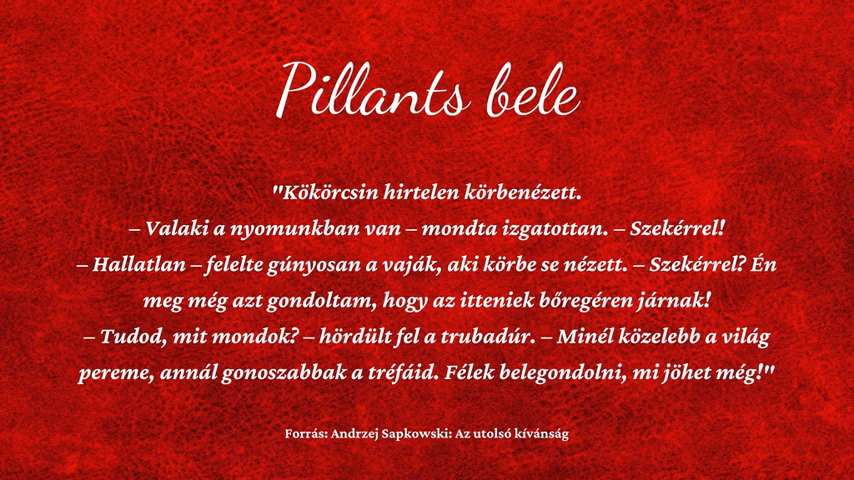 Pillants bele
"Kökörcsin hirtelen körbenézett.
– Valaki a nyomunkban van – mondta izgatottan. – Szekérrel!
– Hallatlan – felelte gúnyosan a vaják, aki körbe se nézett. – Szekérrel? Én
meg még azt gondoltam, hogy az itteniek bőregéren járnak!
– Tudod, mit mondok? – hördült fel a trubadúr. – Minél közelebb a világ
pereme, annál gonoszabbak a tréfáid. Félek belegondolni, mi jöhet még!"
Forrás: Andrzej Sapkowski: Az utolsó kívánság